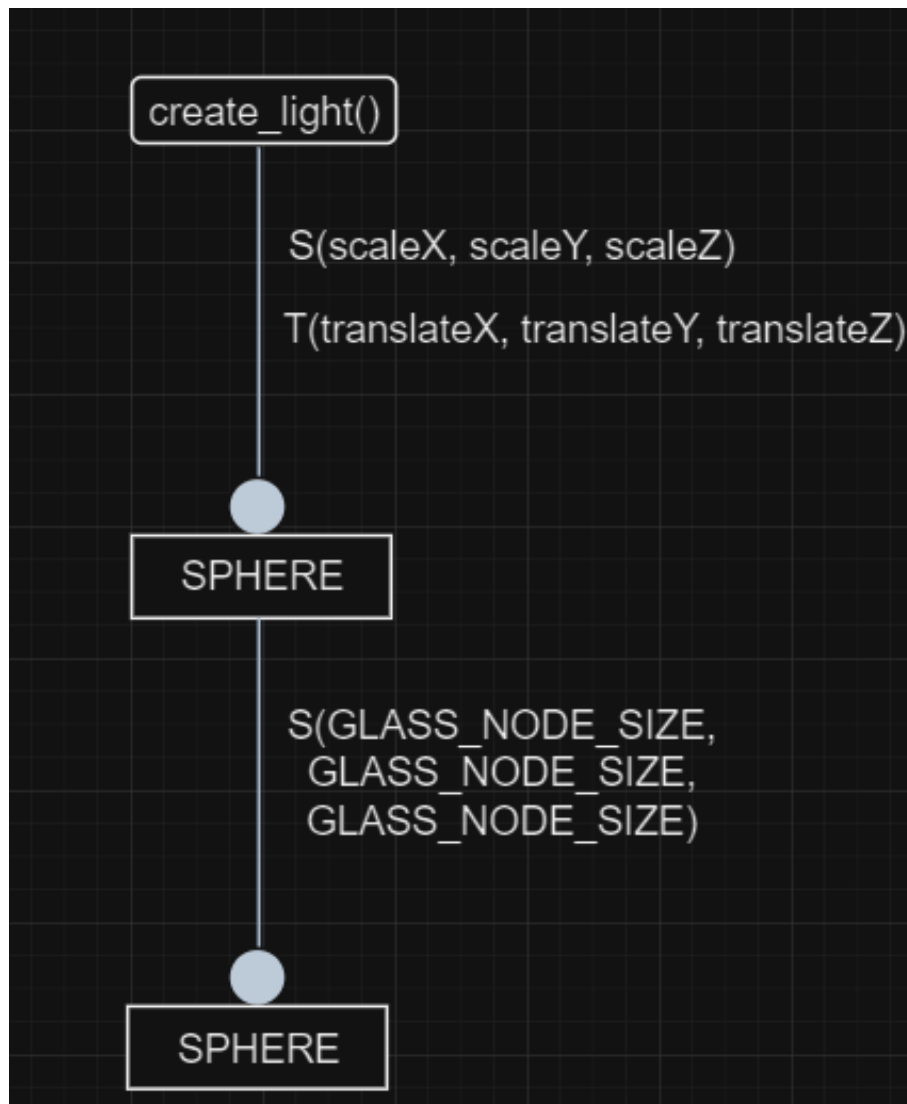 create_light()
S(scaleX, scaleY, scaleZ)
T(translateX, translateY, translateZ)
SPHERE
S(GLASS_NODE_SIZE,
GLASS_NODE_SIZE,
GLASS_NODE_SIZE)
SPHERE